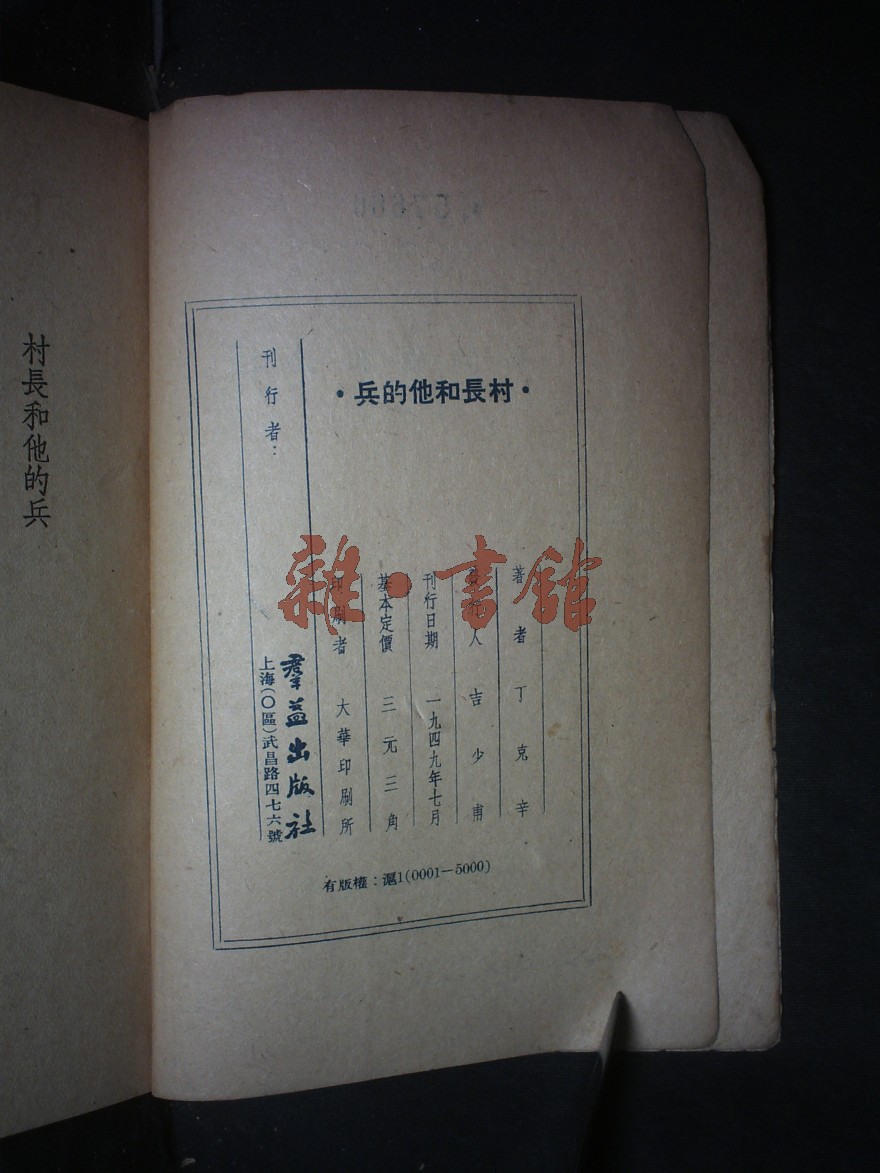 ・村長和他的兵・
著者 丁克辛
發行人 吉少甫
刊行日期 一九四九年七月
基本定價 三元三角
印刷者 大華印刷所
刊行者：
羣益出版社
上海(〇區)武昌路四七六號
有版權：滬1(0001—5000)
村長和他的兵
雜・書館